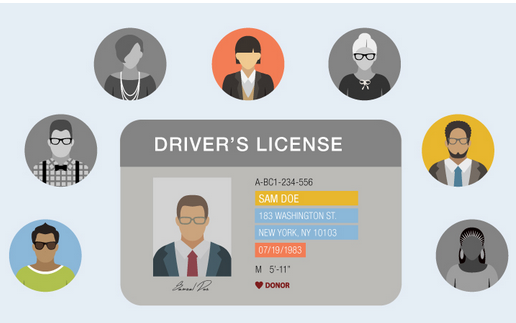 DRIVER'S LICENSE
A-BC1-234-556
SAM DOE
183 WASHINGTON ST.
NEW YORK, NY 10103
07/19/1983
M 5'-11"
DONOR